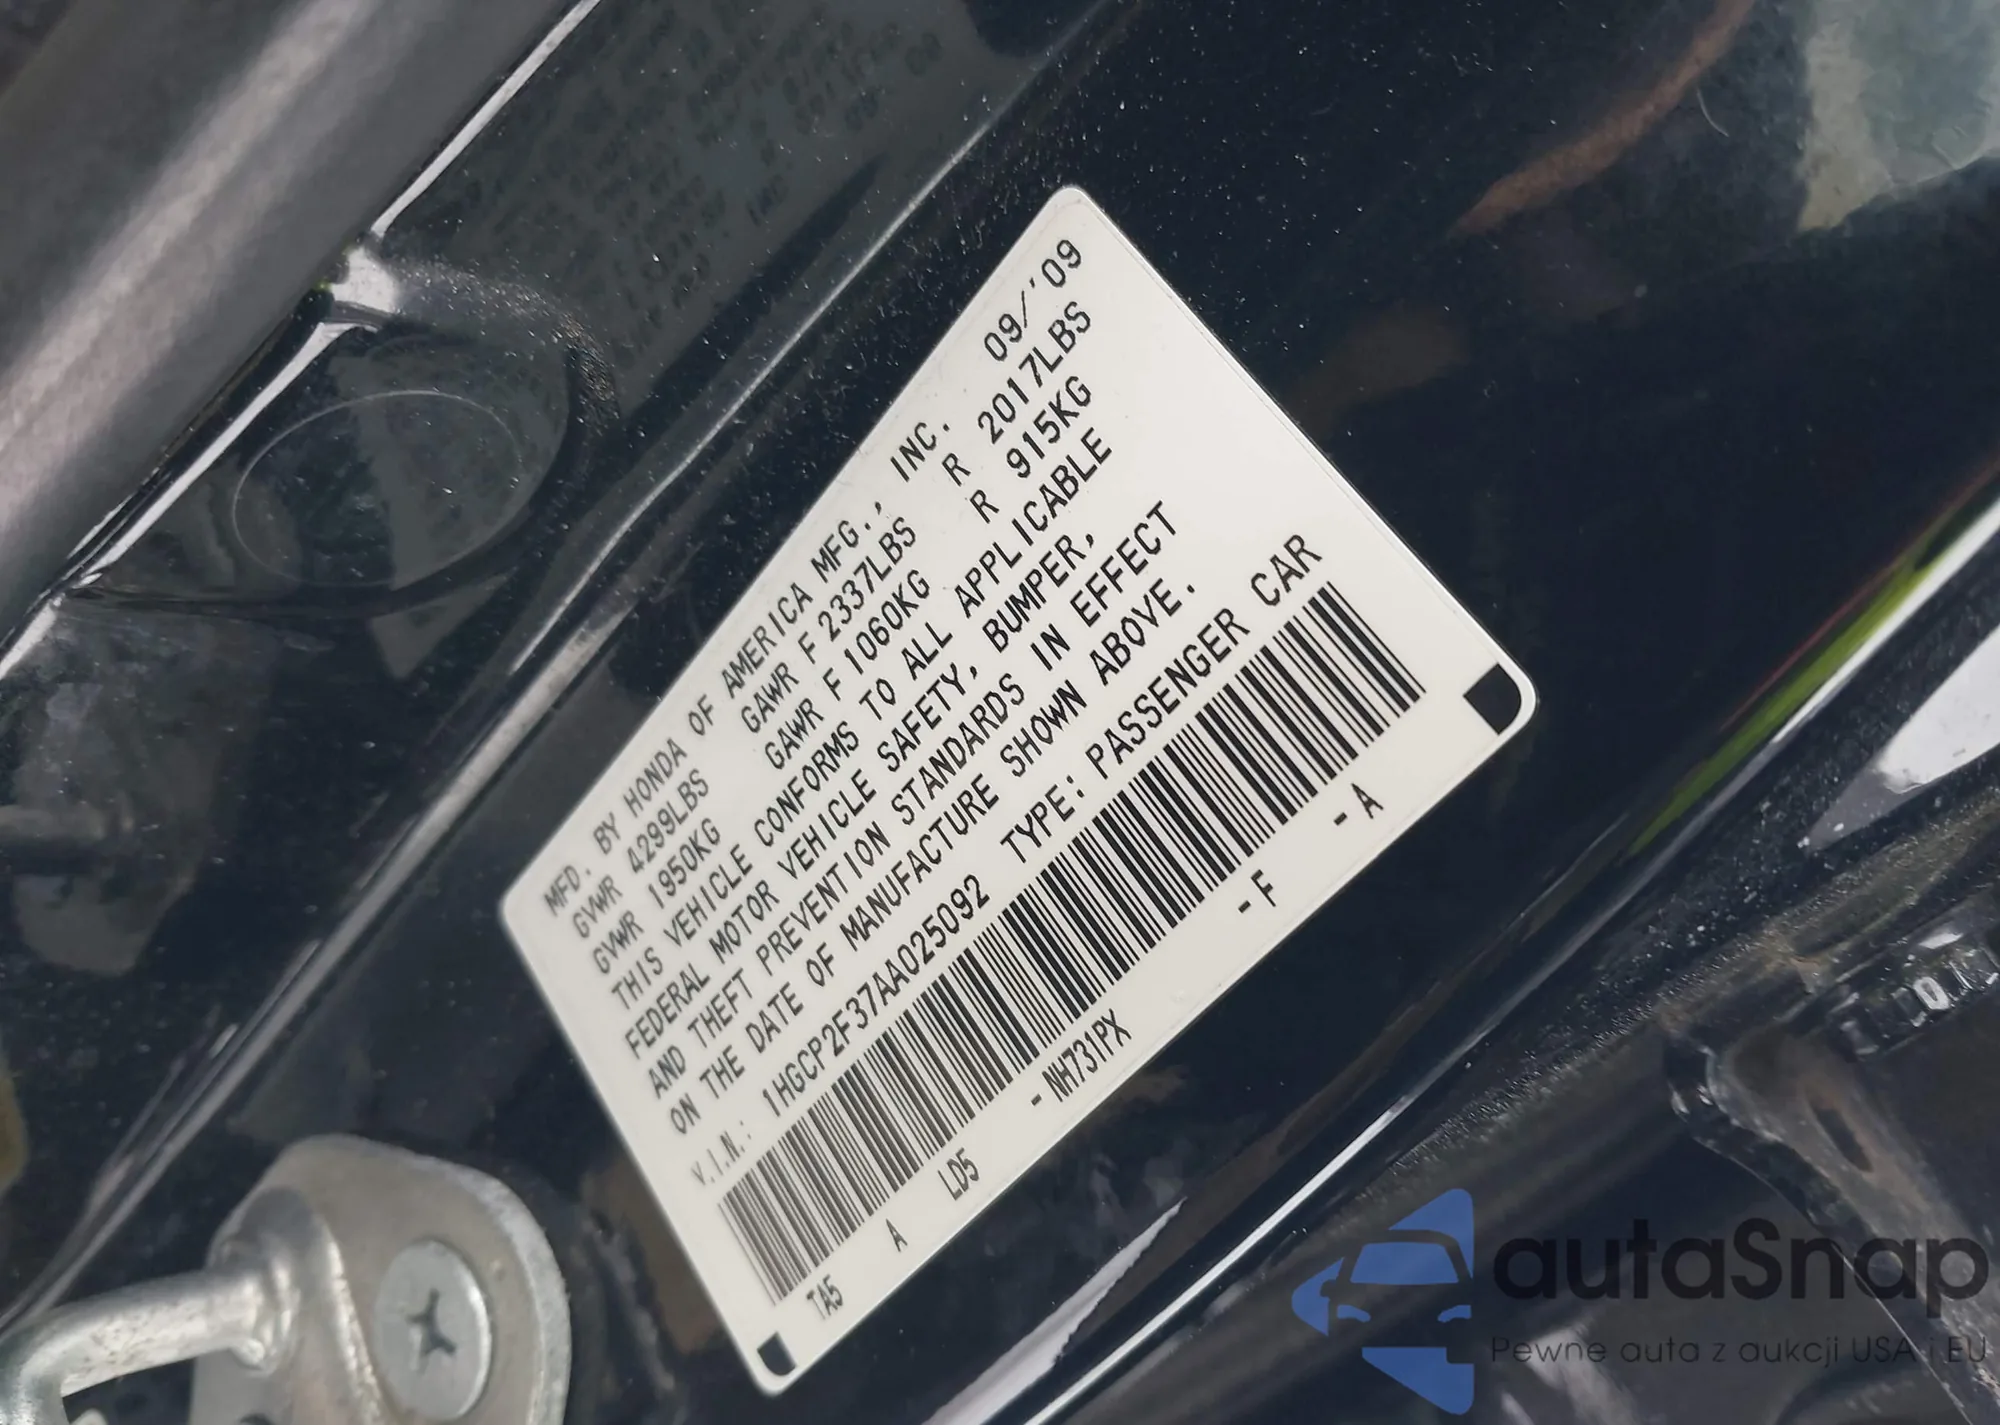 MFD. BY HONDA OF AMERICA MFG., INC. 09/'09
GVWR 4299LBS GAWR F 2337LBS R 2017LBS
GVWR 1950KG GAWR F 1060KG R 915KG
THIS VEHICLE CONFORMS TO ALL APPLICABLE
FEDERAL MOTOR VEHICLE SAFETY, BUMPER,
AND THEFT PREVENTION STANDARDS IN EFFECT
ON THE DATE OF MANUFACTURE SHOWN ABOVE.
V.I.N.: 1HGCP2F37AA025092 TYPE: PASSENGER CAR
TA5 A LD5 -NH731PX -F -A
autaSnap
Pewne auta z aukcji USA i EU